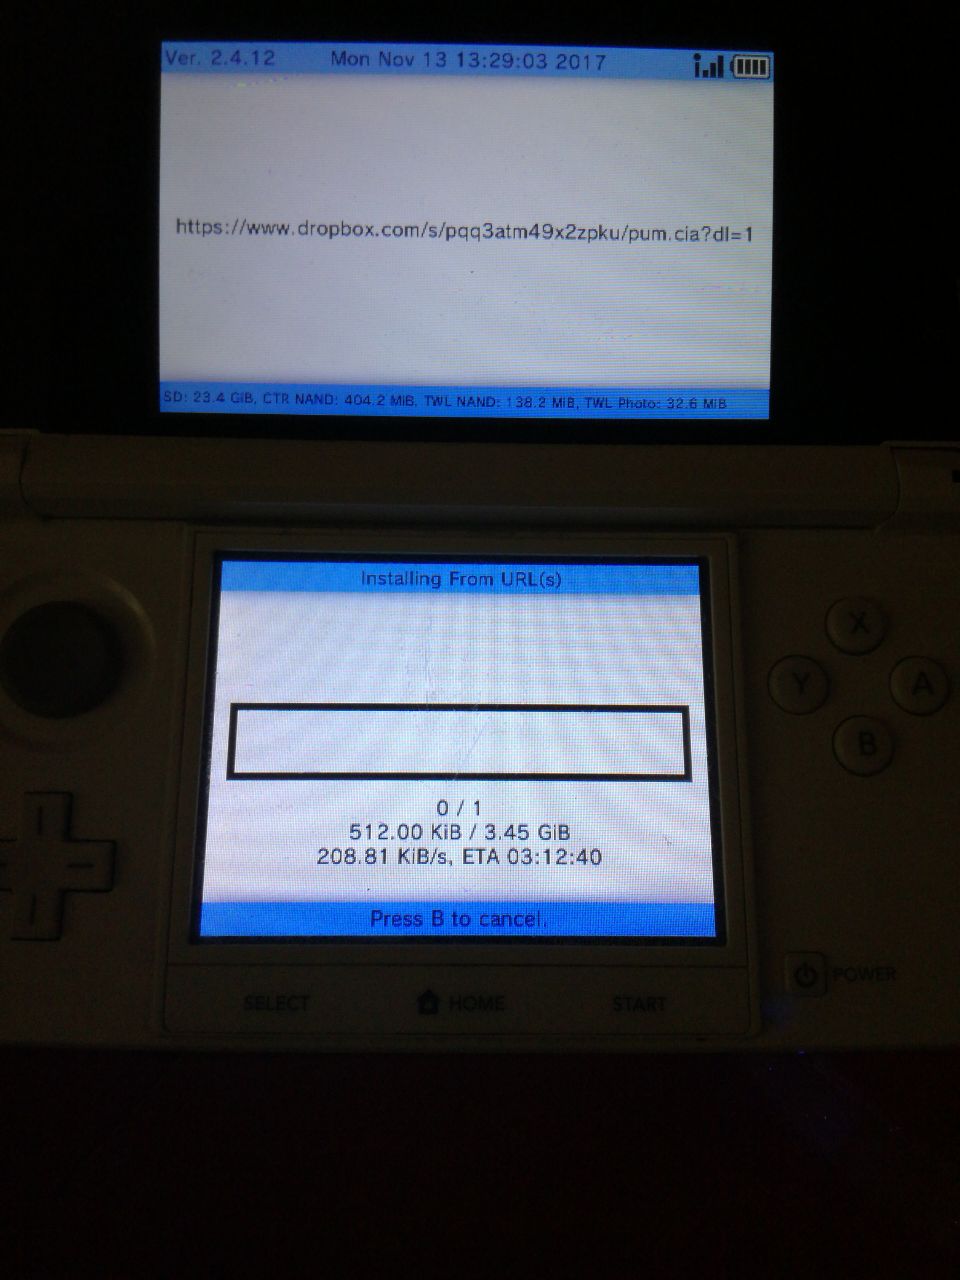 Ver. 2.4.12 Mon Nov 13 13:29:03 2017
https://www.dropbox.com/s/pqq3atm49x2zpku/pum.cia?dl=1
SD: 23.4 GiB, CTR NAND: 404.2 MiB, TWL NAND: 138.2 MiB, TWL Photo: 32.6 MiB
Installing From URL(s)
0 / 1
512.00 KiB / 3.45 GiB
208.81 KiB/s, ETA 03:12:40
Press B to cancel.
X
Y
A
B
SELECT HOME START
POWER